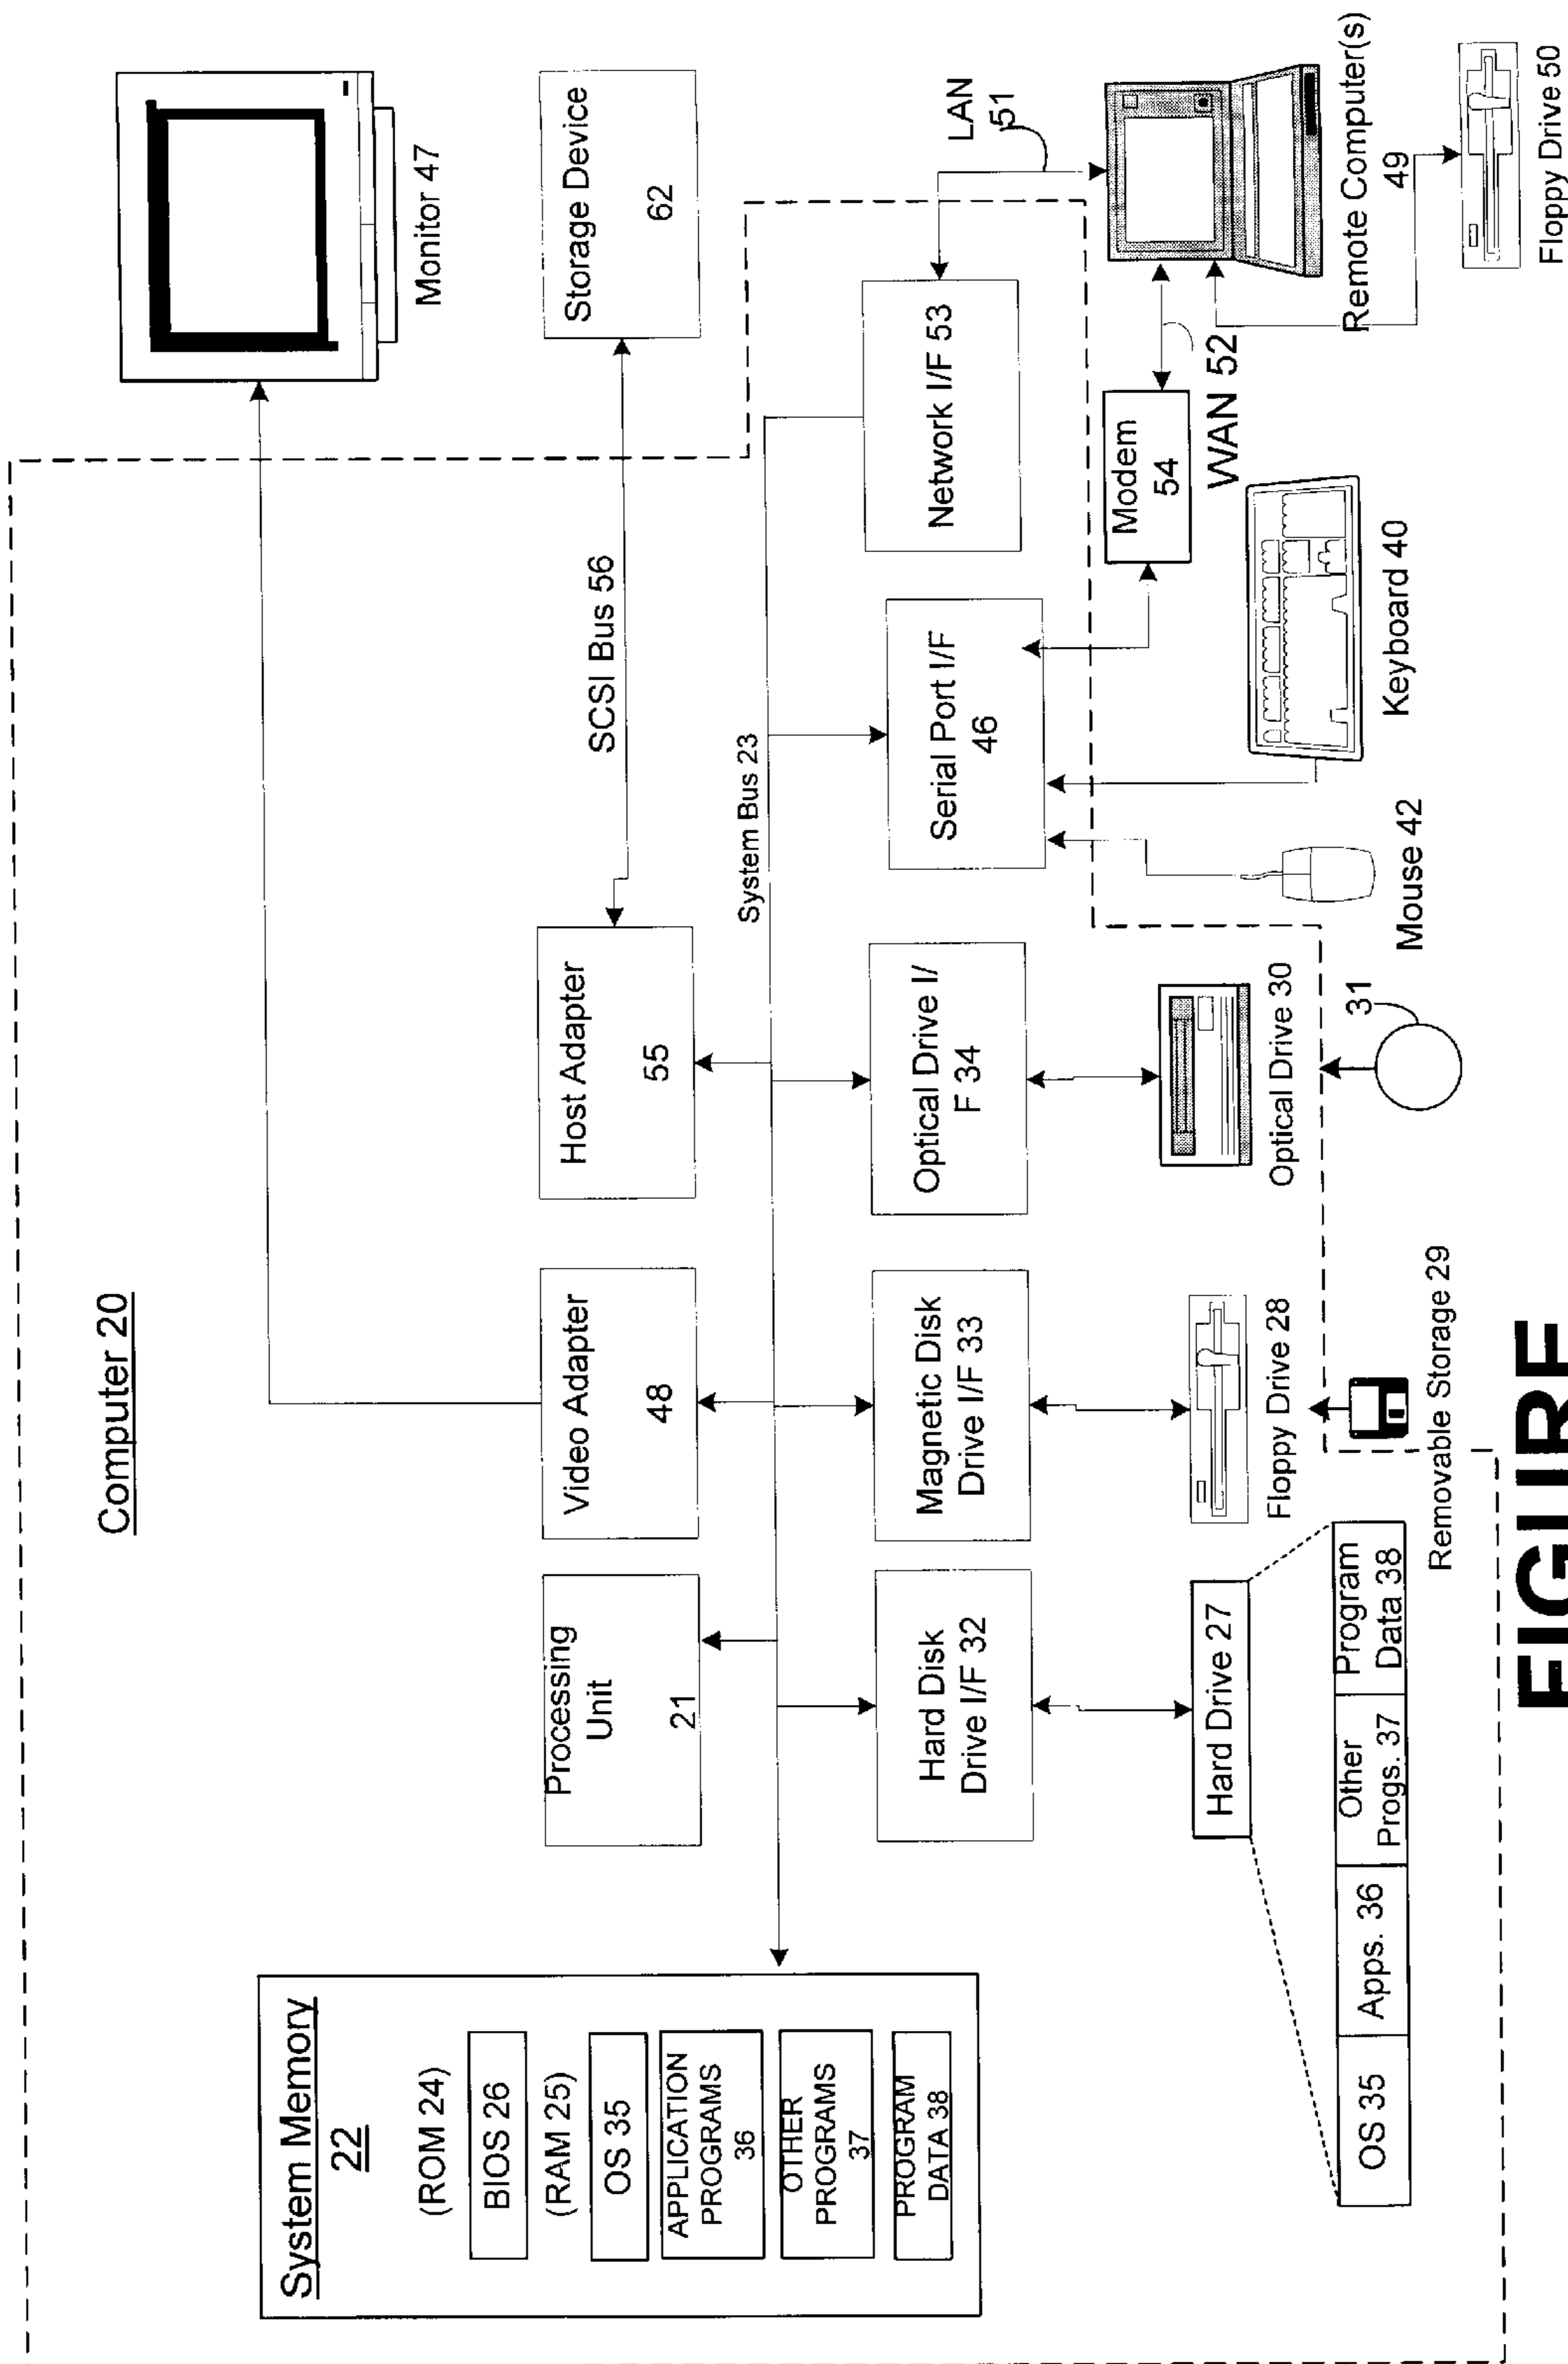 Computer 20
System Memory
22
(ROM 24)
BIOS 26
(RAM 25)
OS 35
APPLICATION
PROGRAMS
36
OTHER
PROGRAMS
37
PROGRAM
DATA 38
Processing
Unit
21
Video Adapter
48
Host Adapter
55
Monitor 47
SCSI Bus 56
Storage Device
62
System Bus 23
Hard Disk
Drive I/F 32
Magnetic Disk
Drive I/F 33
Optical Drive I/
F 34
Serial Port I/F
46
Network I/F 53
LAN
51
Hard Drive 27
Floppy Drive 28
Optical Drive 30
Modem
54
WAN 52
OS 35
Apps. 36
Other
Progs. 37
Program
Data 38
Removable Storage 29
31
Mouse 42
Keyboard 40
Remote Computer(s)
49
Floppy Drive 50
FIGURE